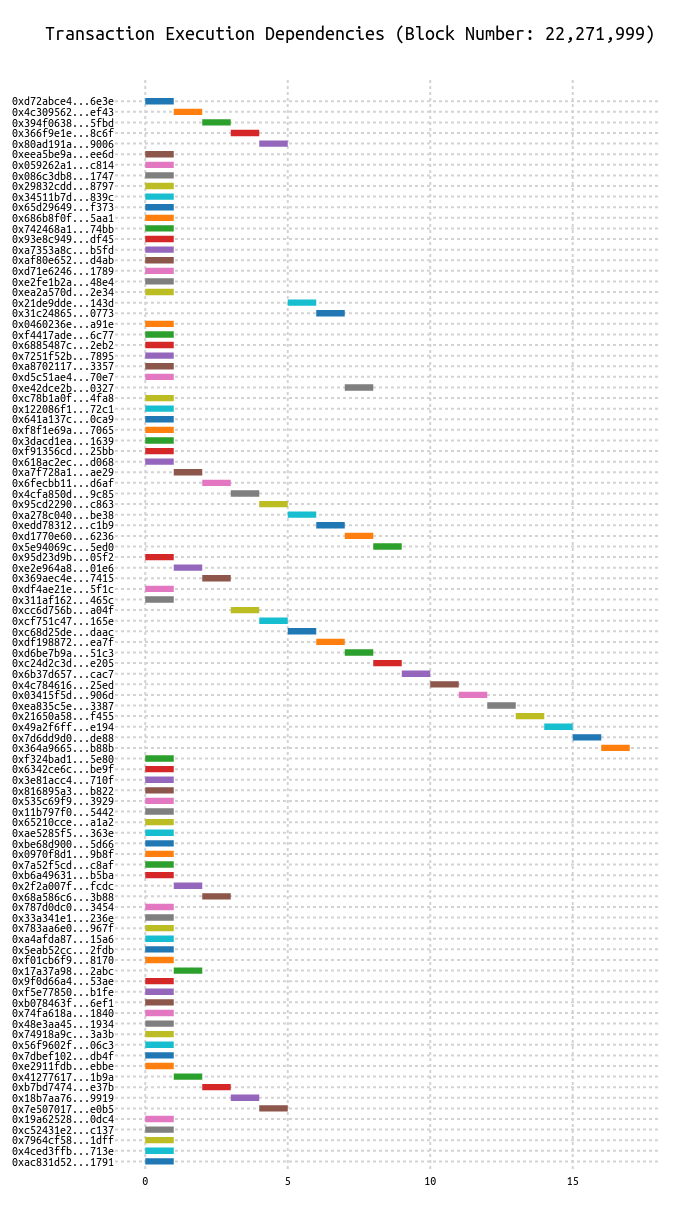 Transaction Execution Dependencies (Block Number: 22,271,999)
0xd72abce4...6e3e
0x4c309562...ef43
0x394f0638...5fbd
0x366f9e1e...8c6f
0x80ad191a...9006
0xeea5be9a...ee6d
0x059262a1...c814
0x086c3db8...1747
0x29832cdd...8797
0x34511b7d...839c
0x65d29649...f373
0x686b8f0f...5aa1
0x742468a1...74bb
0x93e8c949...df45
0xa7353a8c...b5fd
0xaf80e652...d4ab
0xd71e6246...1789
0xe2fe1b2a...48e4
0xea2a570d...2e34
0x21de9dde...143d
0x31c24865...0773
0x0460236e...a91e
0xf4417ade...6c77
0x6885487c...2eb2
0x7251f52b...7895
0xa8702117...3357
0xd5c51ae4...70e7
0xe42dce2b...0327
0xc78b1a0f...4fa8
0x122086f1...72c1
0x641a137c...0ca9
0xf8f1e69a...7065
0x3dacd1ea...1639
0xf91356cd...25bb
0x618ac2ec...d068
0xa7f728a1...ae29
0x6fecbb11...d6af
0x4cfa850d...9c85
0x95cd2290...c863
0xa278c040...be38
0xedd78312...c1b9
0xd1770e60...6236
0x5e94069c...5ed0
0x95d23d9b...05f2
0xe2e964a8...01e6
0x369aec4e...7415
0xdf4ae21e...5f1c
0x311af162...465c
0xcc6d756b...a04f
0xcf751c47...165e
0xc68d25de...daac
0xdf198872...ea7f
0xd6be7b9a...51c3
0xc24d2c3d...e205
0x6b37d657...cac7
0x4c784616...25ed
0x03415f5d...906d
0xea835c5e...3387
0x21650a58...f455
0x49a2f6ff...e194
0x7d6dd9d0...de88
0x364a9665...b88b
0xf324bad1...5e80
0x6342ce6c...be9f
0x3e81acc4...710f
0x816895a3...b822
0x535c69f9...3929
0x11b797f0...5442
0x65210cce...a1a2
0xae5285f5...363e
0xbe68d900...5d66
0x0970f8d1...9b8f
0x7a52f5cd...c8af
0xb6a49631...b5ba
0x2f2a007f...fcdc
0x68a586c6...3b88
0x787d0dc0...3454
0x33a341e1...236e
0x783aa6e0...967f
0xa4afda87...15a6
0x5eab52cc...2fdb
0xf01cb6f9...8170
0x17a37a98...2abc
0x9f0d66a4...53ae
0xf5e77850...b1fe
0xb078463f...6ef1
0x74fa618a...1840
0x48e3aa45...1934
0x74918a9c...3a3b
0x56f9602f...06c3
0x7dbef102...db4f
0xe2911fdb...ebbe
0x41277617...1b9a
0xb7bd7474...e37b
0x18b7aa76...9919
0x7e507017...e0b5
0x19a62528...0dc4
0xc52431e2...c137
0x7964cf58...1dff
0x4ced3ffb...713e
0xac831d52...1791
0 5 10 15